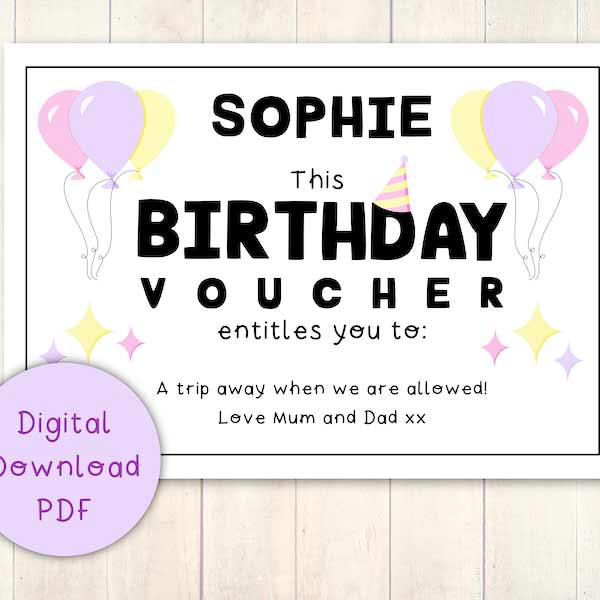 SOPHIE
This
BIRTHDAY
VOUCHER
entitles you to:
A trip away when we are allowed!
Love Mum and Dad xx
Digital
Download
PDF